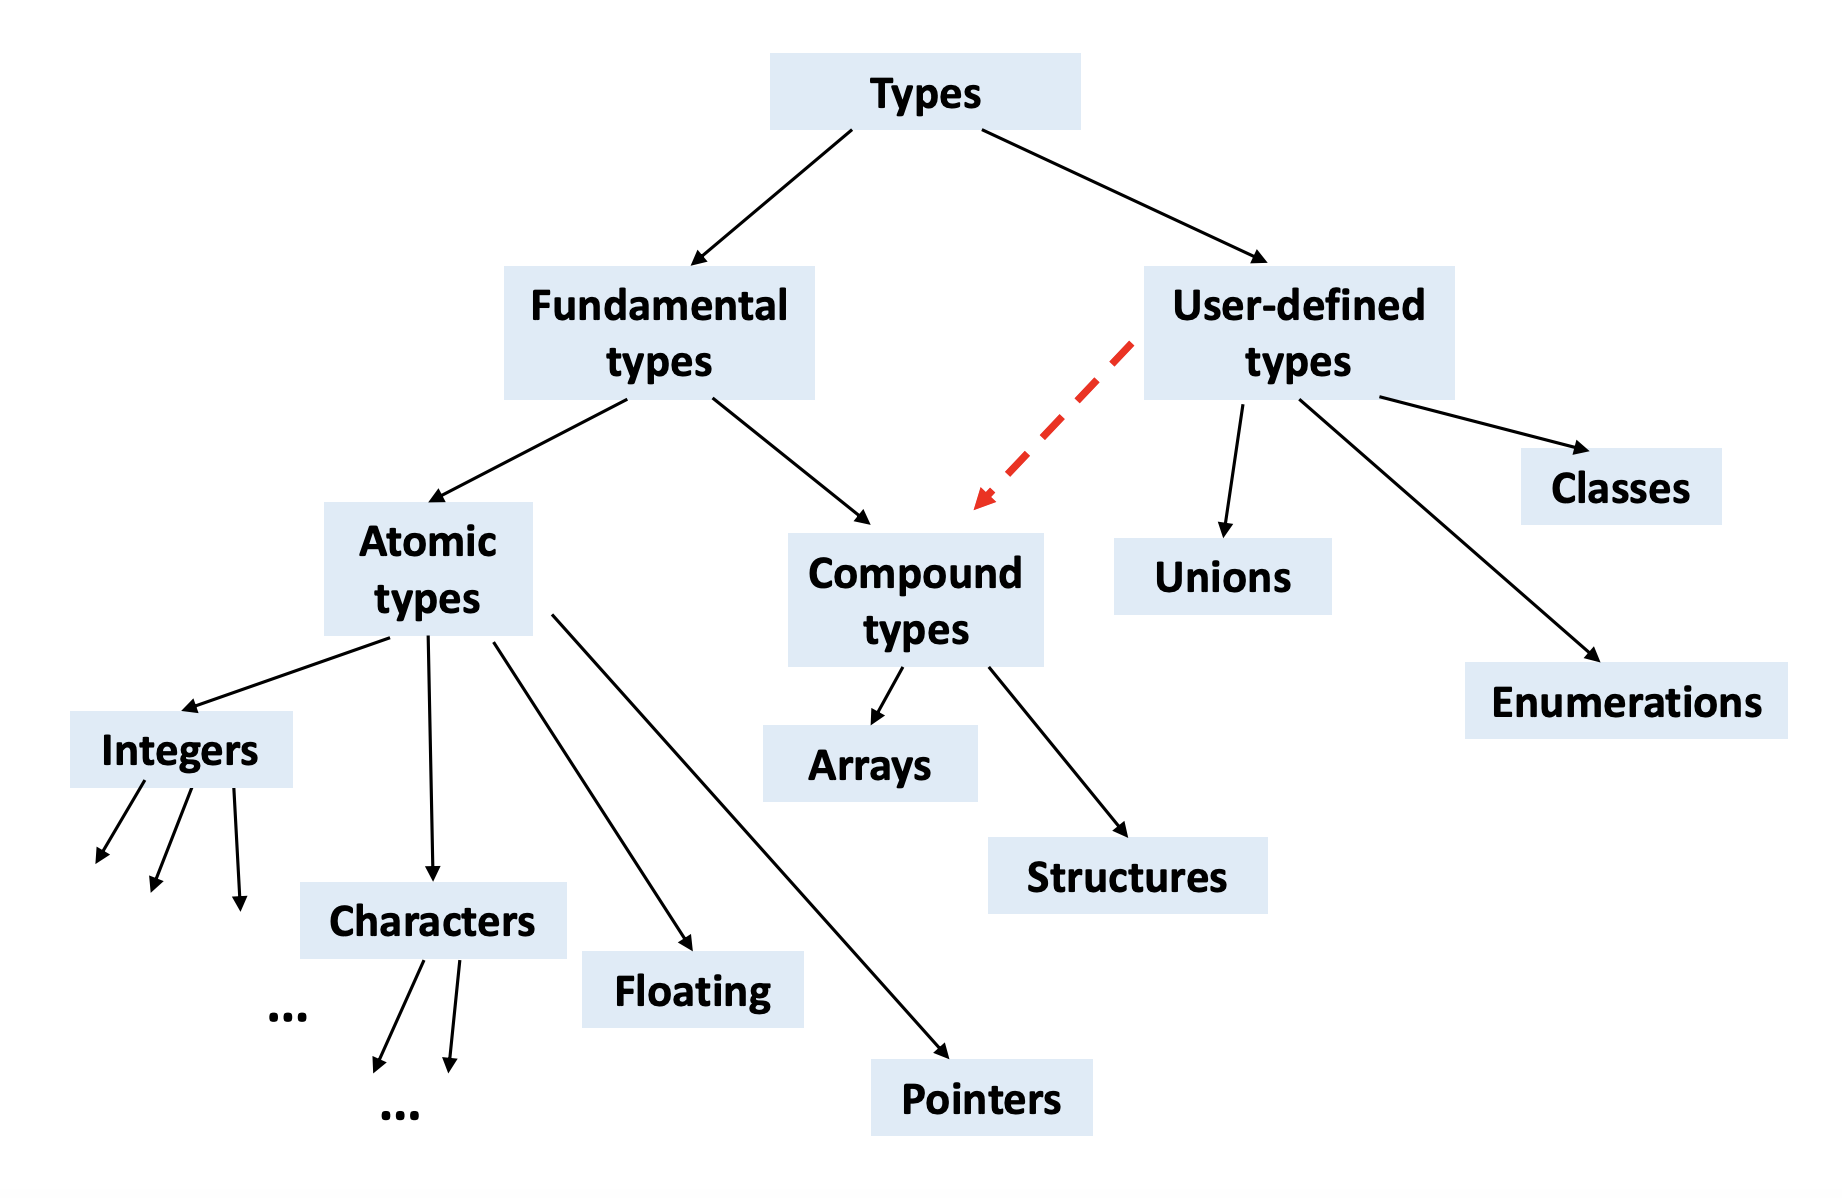 Types
Fundamental
types
User-defined
types
Classes
Atomic
types
Compound
types
Unions
Enumerations
Integers
Arrays
Structures
Characters
Floating
...
Pointers
...